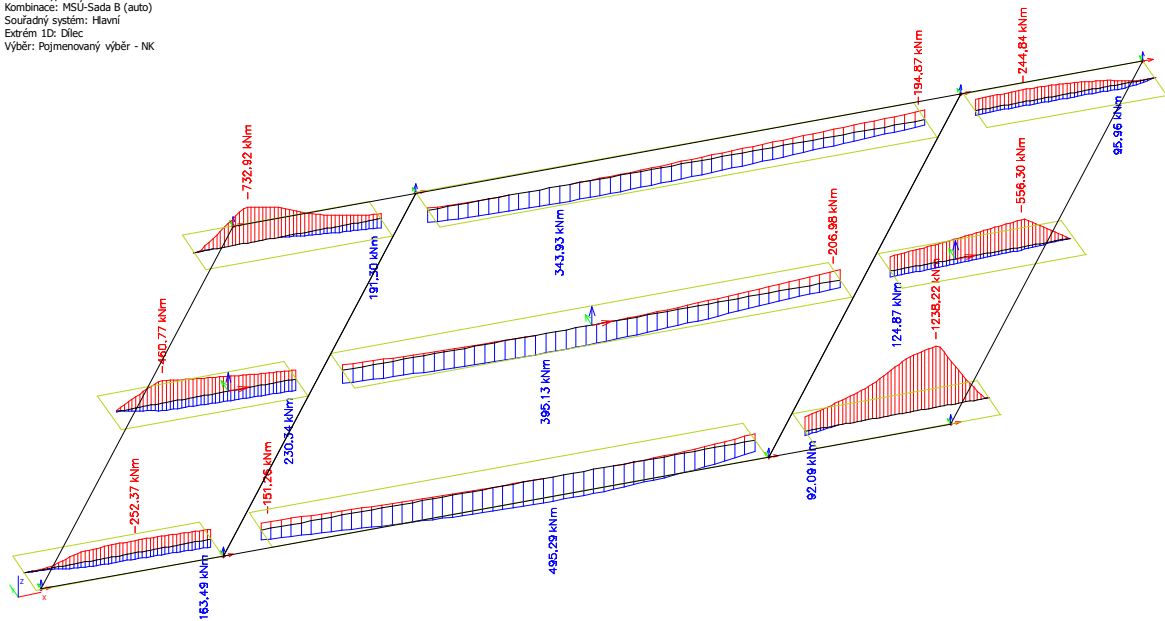 Kombinace: MSÚ-Sada B (auto)
Souřadný systém: Hlavní
Extrém 1D: Dílec
Výběr: Pojmenovaný výběr - NK
-244.84 kNm
-194.87 kNm
95.96 kNm
-732.92 kNm
-556.30 kNm
191.30 kNm
343.93 kNm
-206.98 kNm
124.87 kNm
-1238.22 kNm
-460.77 kNm
395.13 kNm
230.34 kNm
92.09 kNm
-151.26 kNm
-252.37 kNm
495.29 kNm
163.49 kNm
z
x